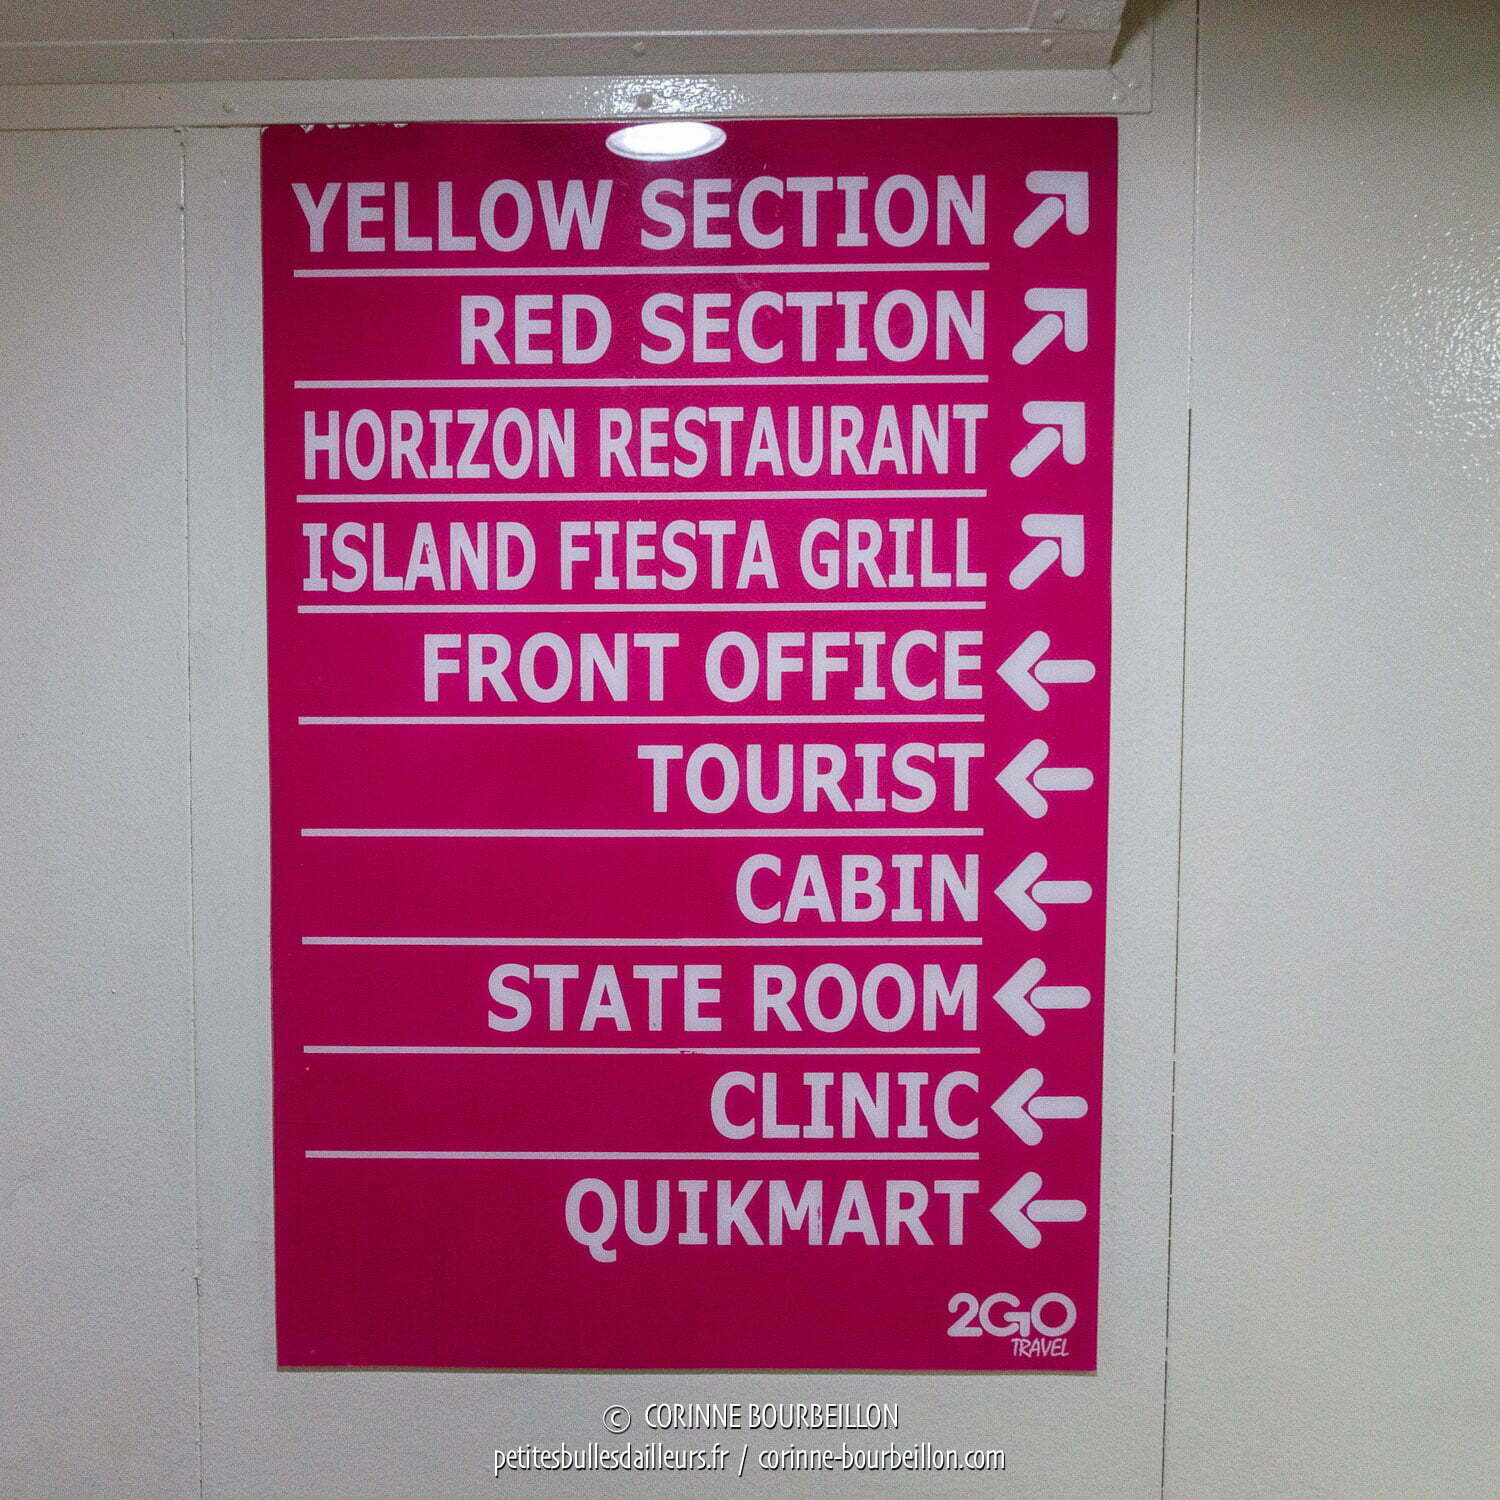 YELLOW SECTION
RED SECTION
HORIZON RESTAURANT
ISLAND FIESTA GRILL
FRONT OFFICE
TOURIST
CABIN
STATE ROOM
CLINIC
QUIKMART
2GO
TRAVEL
© CORINNE BOURBEILLON
petitesbullesdailleurs.fr / corinne-bourbeillon.com